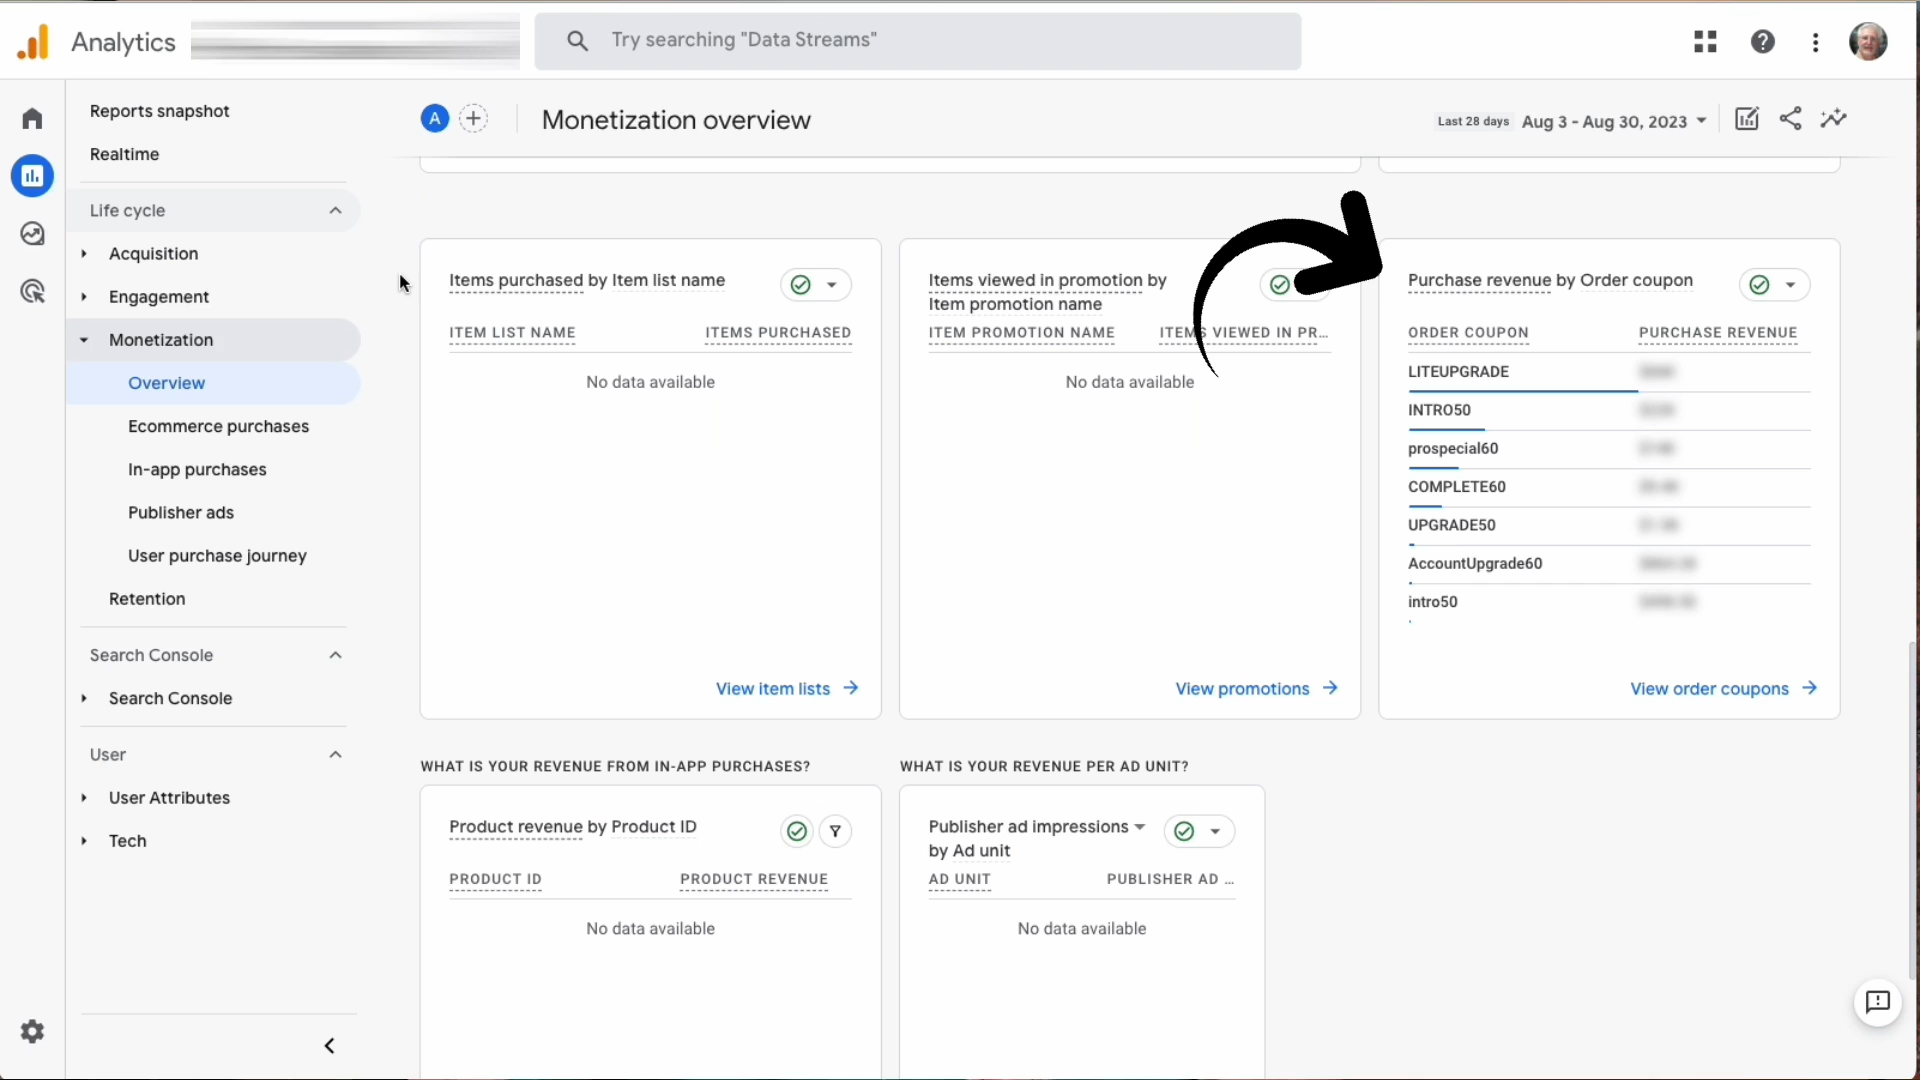 Analytics
Try searching "Data Streams"
Reports snapshot
Realtime
Life cycle
Acquisition
Engagement
Monetization
Overview
Ecommerce purchases
In-app purchases
Publisher ads
User purchase journey
Retention
Search Console
Search Console
User
User Attributes
Tech
A
Monetization overview
Last 28 days Aug 3 - Aug 30, 2023
Items purchased by Item list name
ITEM LIST NAME ITEMS PURCHASED
No data available
View item lists
Items viewed in promotion by
Item promotion name
ITEM PROMOTION NAME ITEMS VIEWED IN PR...
No data available
View promotions
Purchase revenue by Order coupon
ORDER COUPON PURCHASE REVENUE
LITEUPGRADE
INTRO50
prospecial60
COMPLETE60
UPGRADE50
AccountUpgrade60
intro50
View order coupons
WHAT IS YOUR REVENUE FROM IN-APP PURCHASES?
Product revenue by Product ID
PRODUCT ID PRODUCT REVENUE
No data available
WHAT IS YOUR REVENUE PER AD UNIT?
Publisher ad impressions
by Ad unit
AD UNIT PUBLISHER AD ...
No data available